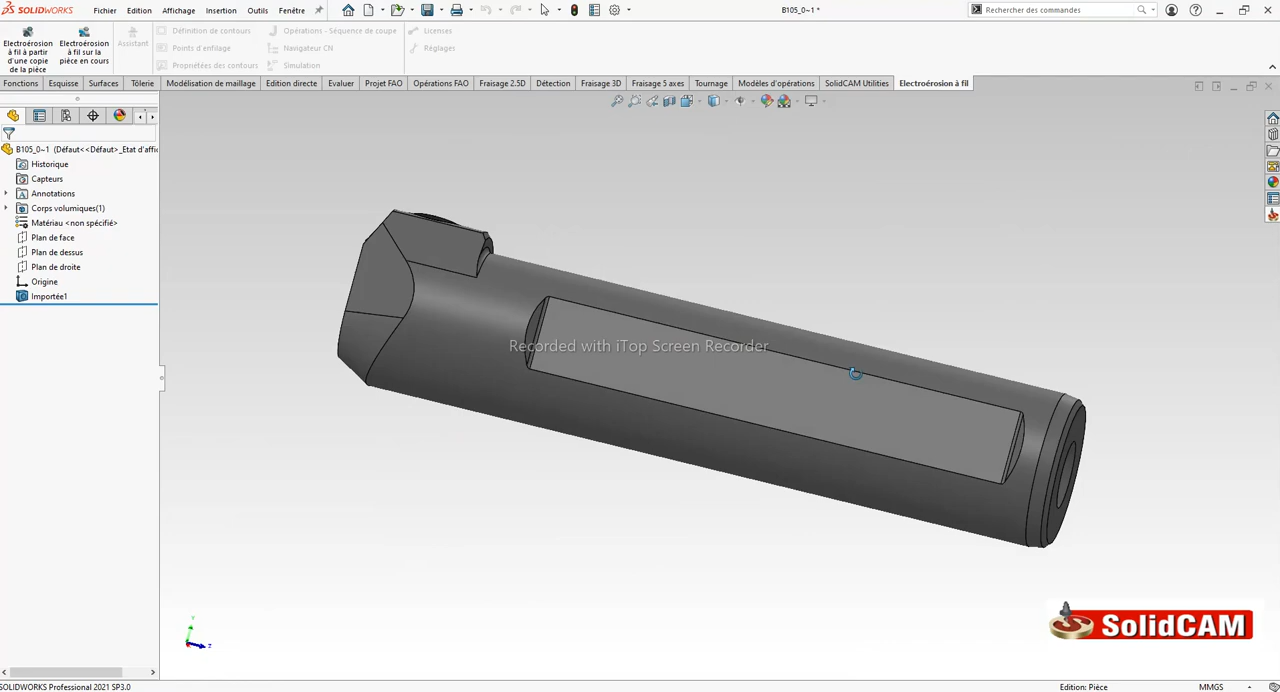 SOLIDWORKS
Fichier Edition Affichage Insertion Outils Fenêtre
B105_0~1 *
Rechercher des commandes
Electroérosion à fil à partir d'une copie de la pièce
Electroérosion à fil sur la pièce en cours
Assistant
Définition de contours
Points d'enfilage
Propriétées des contours
Opérations - Séquence de coupe
Navigateur CN
Simulation
Licenses
Réglages
Fonctions Esquisse Surfaces Tôlerie Modélisation de maillage Edition directe Evaluer Projet FAO Opérations FAO Fraisage 2.5D Détection Fraisage 3D Fraisage 5 axes Tournage Modèles d'opérations SolidCAM Utilities Electroérosion à fil
B105_0~1 (Défaut<<Défaut>_Etat d'affic
Historique
Capteurs
Annotations
Corps volumiques(1)
Matériau <non spécifié>
Plan de face
Plan de dessus
Plan de droite
Origine
Importée1
Recorded with iTop Screen Recorder
Y
Z
SolidCAM
SOLIDWORKS Professional 2021 SP3.0
Edition: Pièce
MMGS